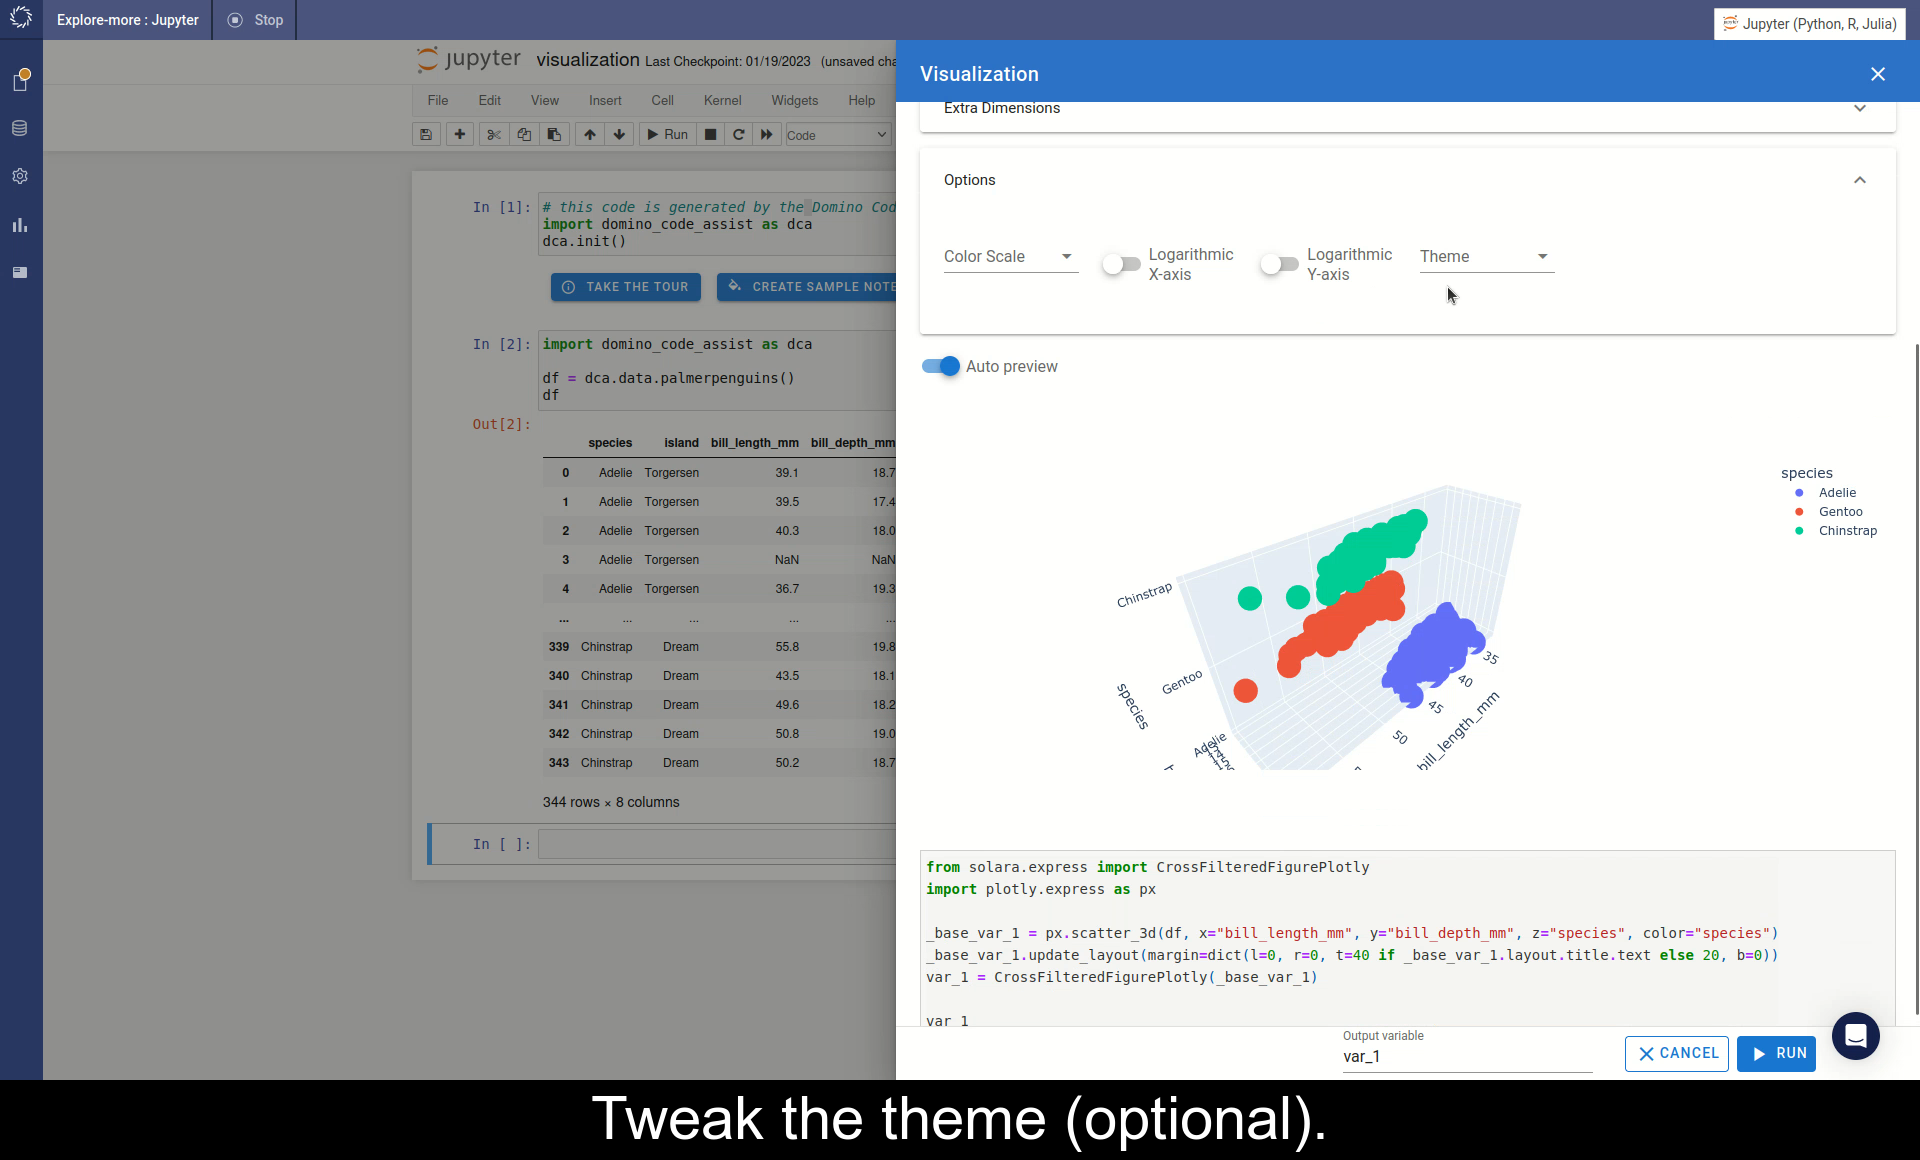 Explore-more : Jupyter
Stop
Jupyter (Python, R, Julia)
jupyter visualization Last Checkpoint: 01/19/2023 (unsaved cha
File Edit View Insert Cell Kernel Widgets Help
Run Code
In [1]: # this code is generated by the Domino Cod
import domino_code_assist as dca
dca.init()
TAKE THE TOUR CREATE SAMPLE NOTE
In [2]: import domino_code_assist as dca
df = dca.data.palmerpenguins()
df
Out[2]:
species island bill_length_mm bill_depth_mm
0 Adelie Torgersen 39.1 18.7
1 Adelie Torgersen 39.5 17.4
2 Adelie Torgersen 40.3 18.0
3 Adelie Torgersen NaN NaN
4 Adelie Torgersen 36.7 19.3
... ... ... ... ...
339 Chinstrap Dream 55.8 19.8
340 Chinstrap Dream 43.5 18.1
341 Chinstrap Dream 49.6 18.2
342 Chinstrap Dream 50.8 19.0
343 Chinstrap Dream 50.2 18.7
344 rows × 8 columns
In [ ]:
Visualization
Extra Dimensions
Options
Color Scale
Logarithmic
X-axis
Logarithmic
Y-axis
Theme
Auto preview
species
Adelie
Gentoo
Chinstrap
Chinstrap
Gentoo
Adelie
species
35
40
45
50
bill_length_mm
from solara.express import CrossFilteredFigurePlotly
import plotly.express as px
_base_var_1 = px.scatter_3d(df, x="bill_length_mm", y="bill_depth_mm", z="species", color="species")
_base_var_1.update_layout(margin=dict(l=0, r=0, t=40 if _base_var_1.layout.title.text else 20, b=0))
var_1 = CrossFilteredFigurePlotly(_base_var_1)
var_1
Output variable
var_1
CANCEL
RUN
Tweak the theme (optional).